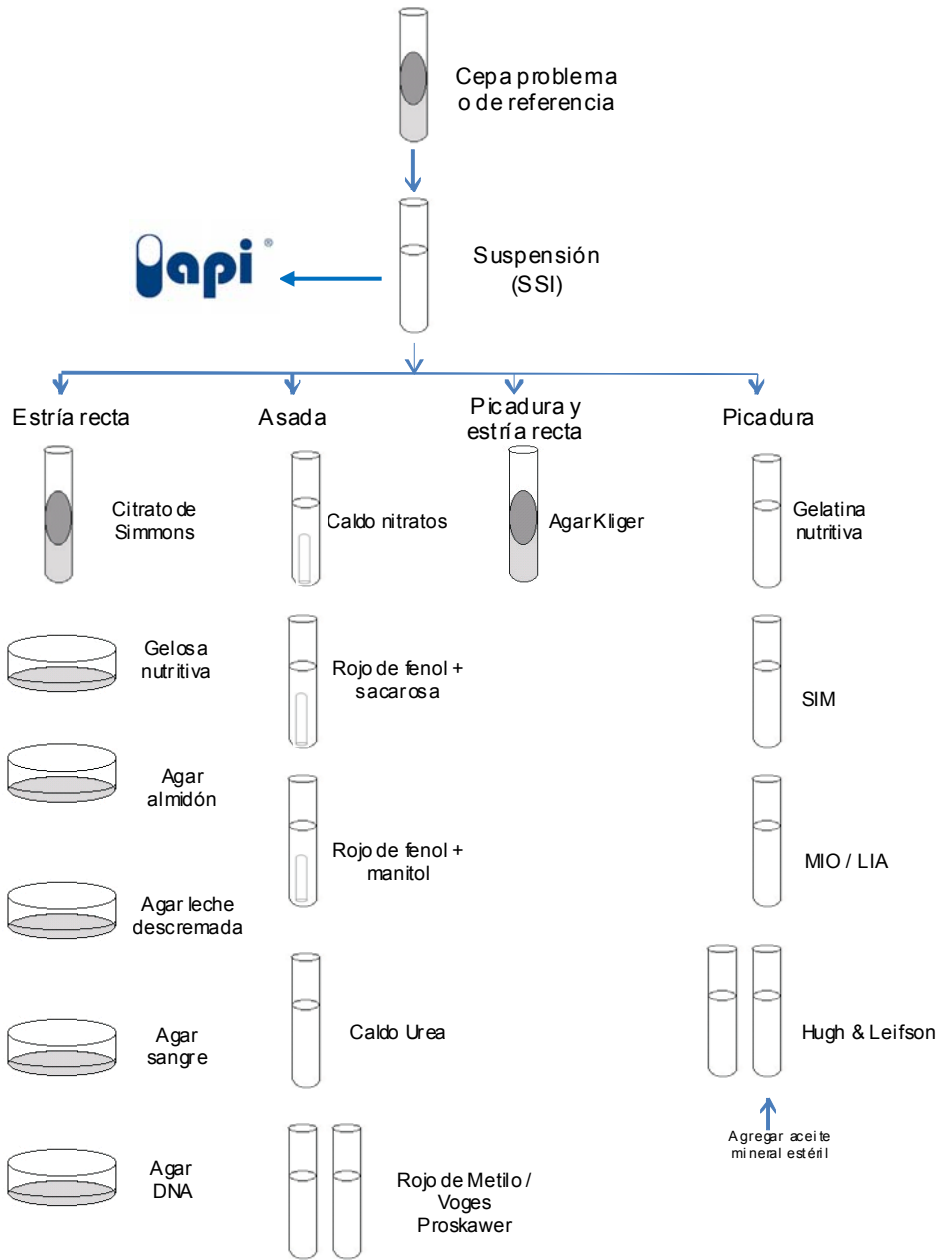 Cepa problema
o de referencia
api®
Suspensión
(SSI)
Estría recta
Asada
Picadura y
estría recta
Picadura
Citrato de
Simmons
Caldo nitratos
Agar Kliger
Gelatina
nutritiva
Gelosa
nutritiva
Rojo de fenol +
sacarosa
SIM
Agar
almidón
Rojo de fenol +
manitol
MIO / LIA
Agar leche
descremada
Agar
sangre
Caldo Urea
Hugh & Leifson
Agregar aceite
mineral estéril
Agar
DNA
Rojo de Metilo /
Voges
Proskawer